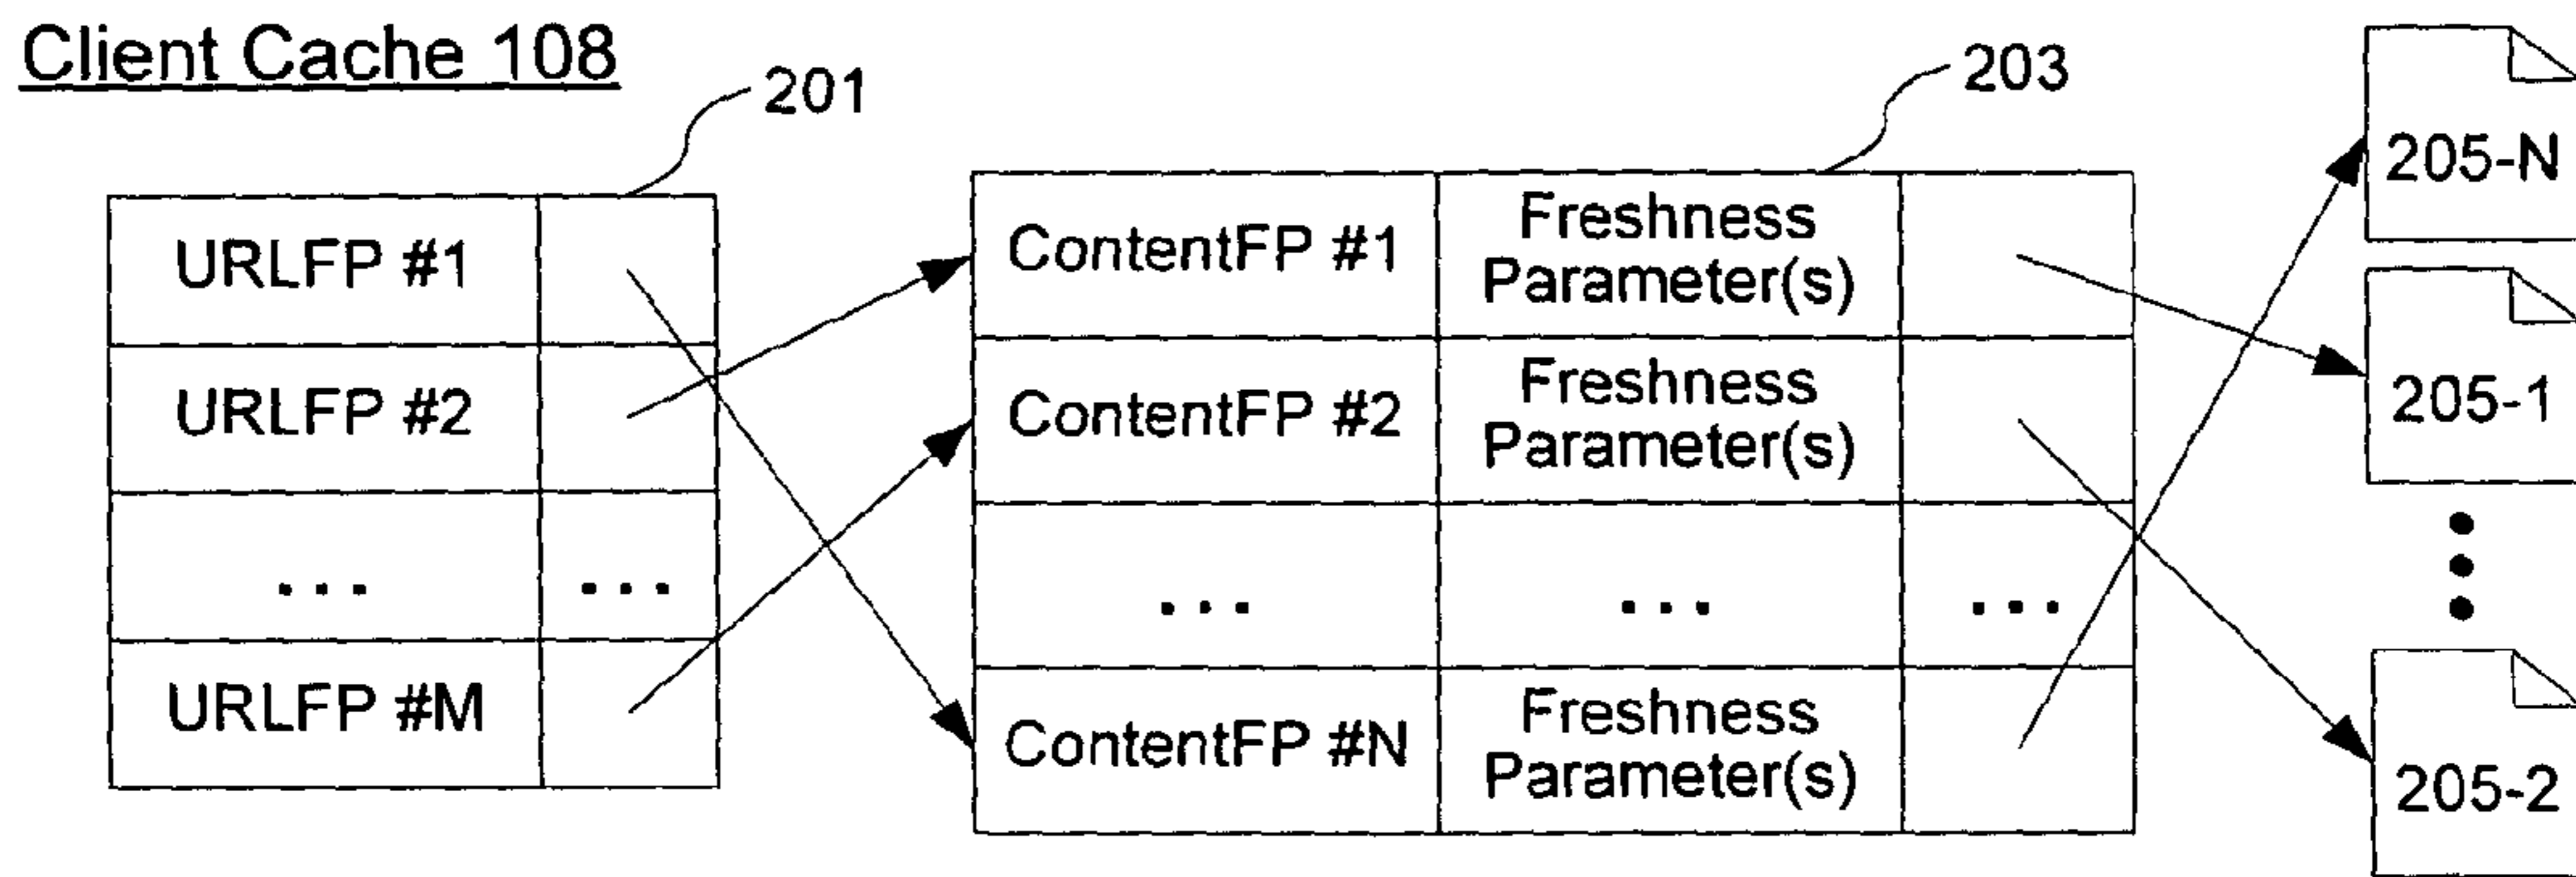 Client Cache 108
201
203
URLFP #1
URLFP #2
... ...
URLFP #M
ContentFP #1
Freshness
Parameter(s)
ContentFP #2
Freshness
Parameter(s)
... ... ...
ContentFP #N
Freshness
Parameter(s)
205-N
205-1
205-2